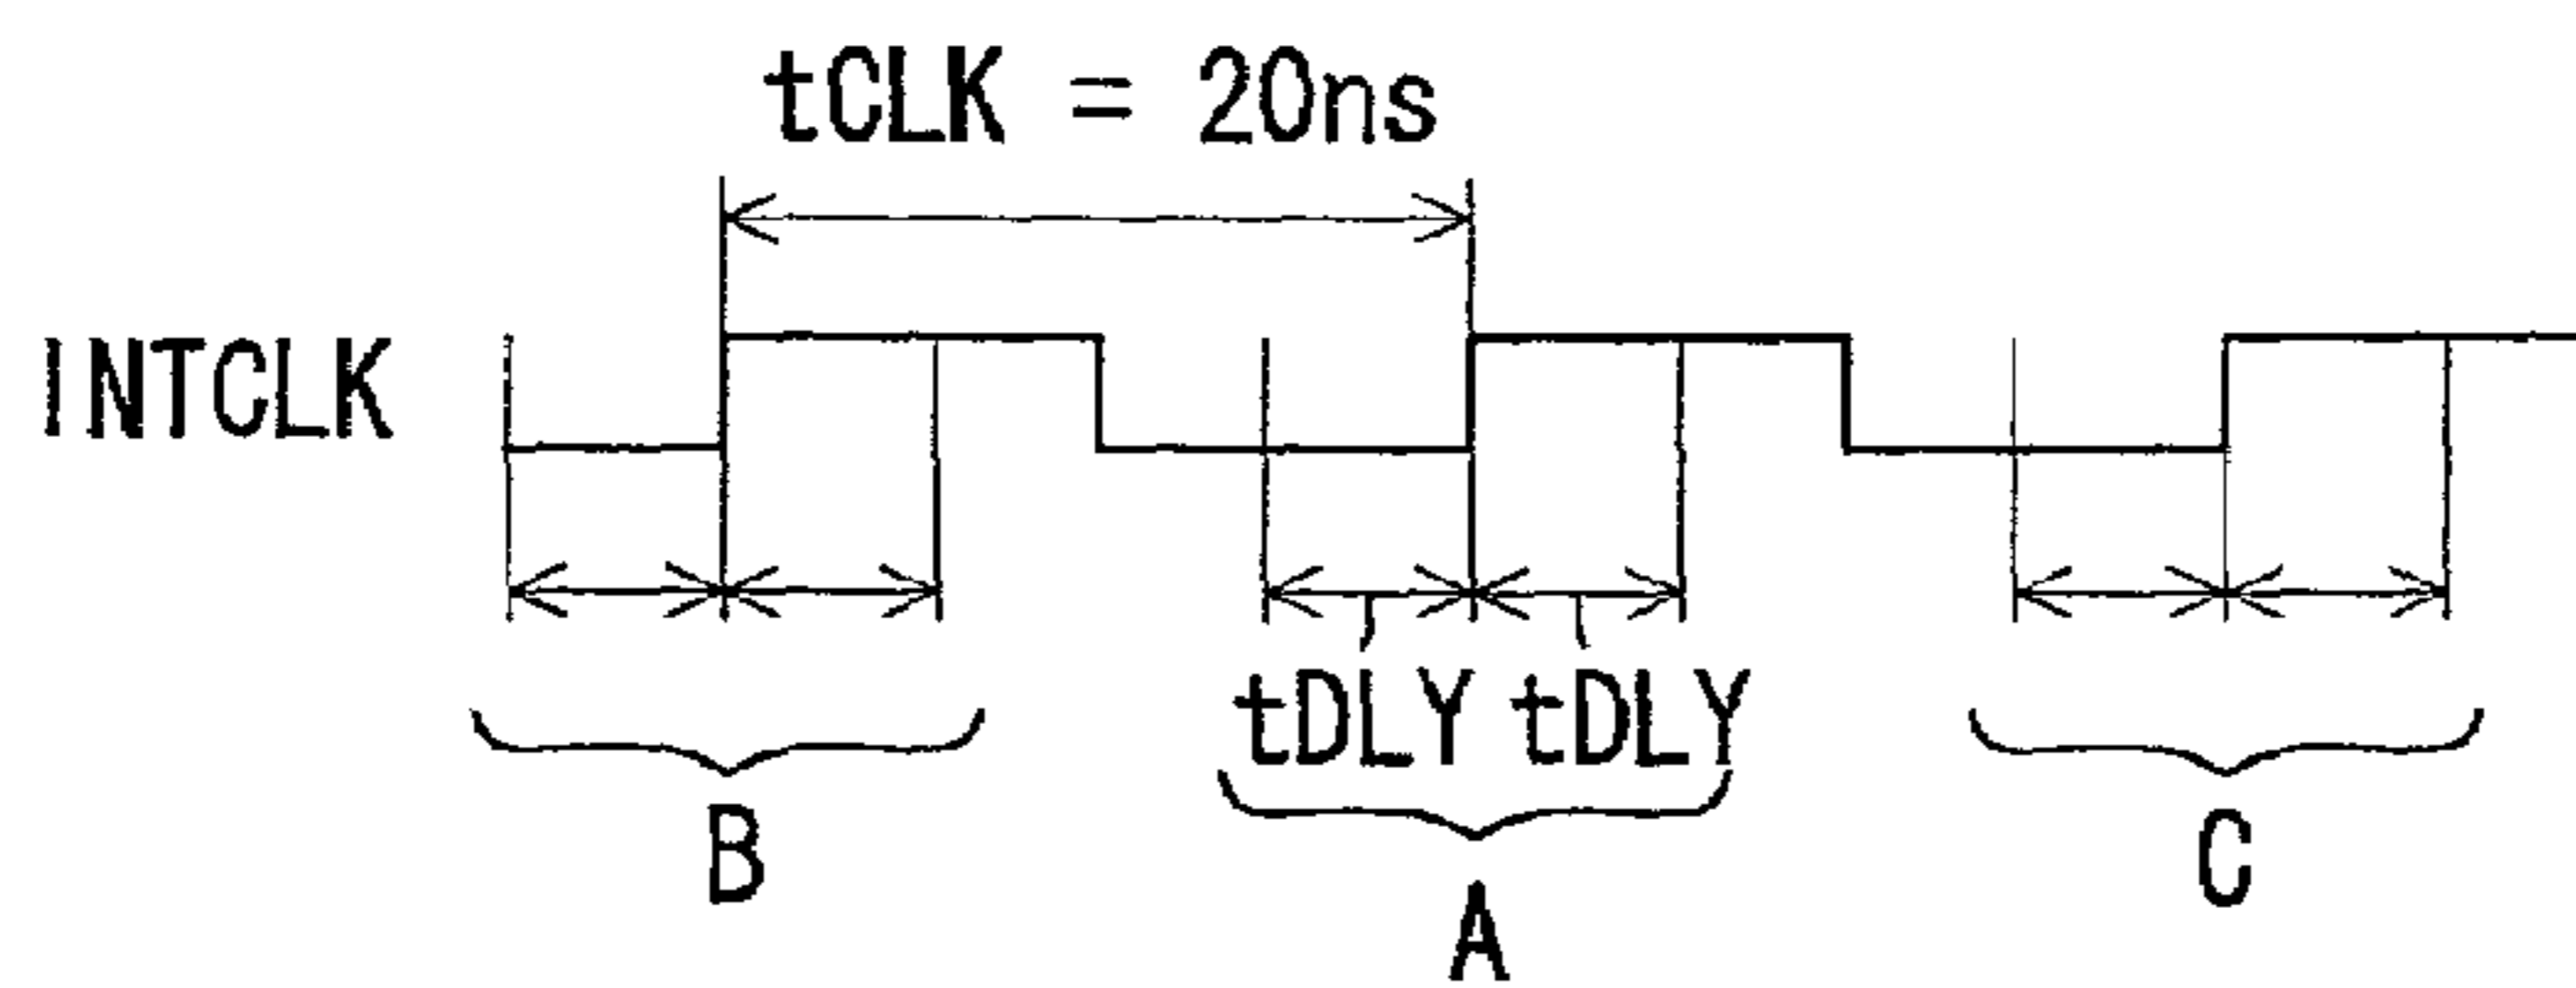 tCLK = 20ns
INTCLK
tDLY tDLY
B
A
C